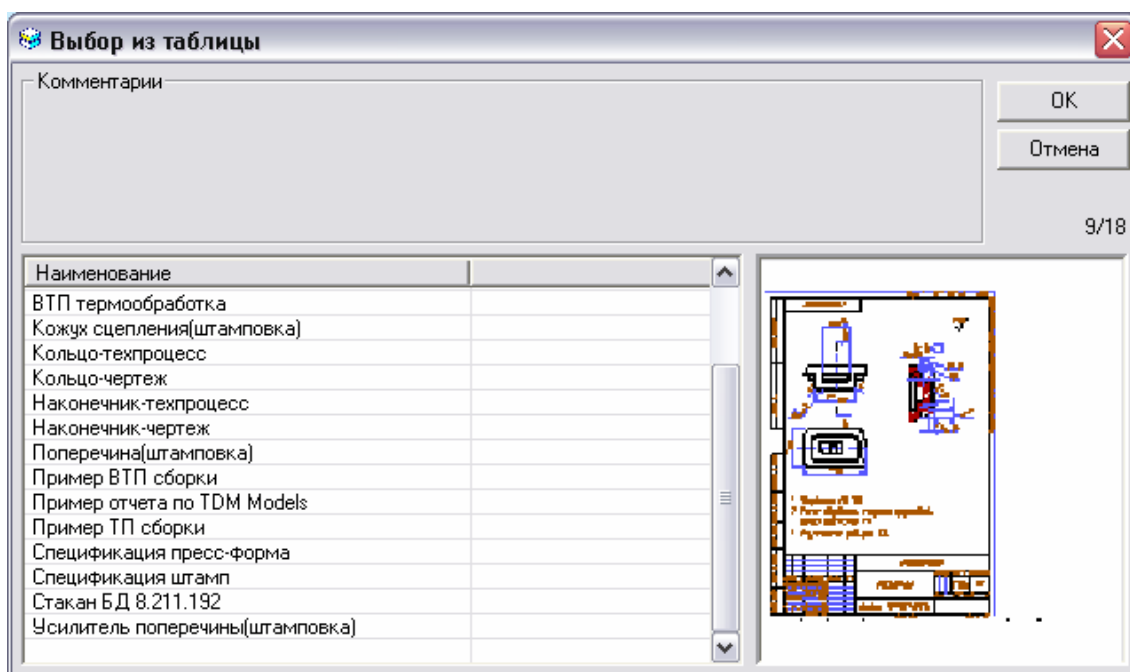 Выбор из таблицы
Комментарии
OK
Отмена
9/18
Наименование
ВТП термообработка
Кожух сцепления(штамповка)
Кольцо-техпроцесс
Кольцо-чертеж
Наконечник-техпроцесс
Наконечник-чертеж
Поперечина(штамповка)
Пример ВТП сборки
Пример отчета по TDM Models
Пример ТП сборки
Спецификация пресс-форма
Спецификация штамп
Стакан БД 8.211.192
Усилитель поперечины(штамповка)